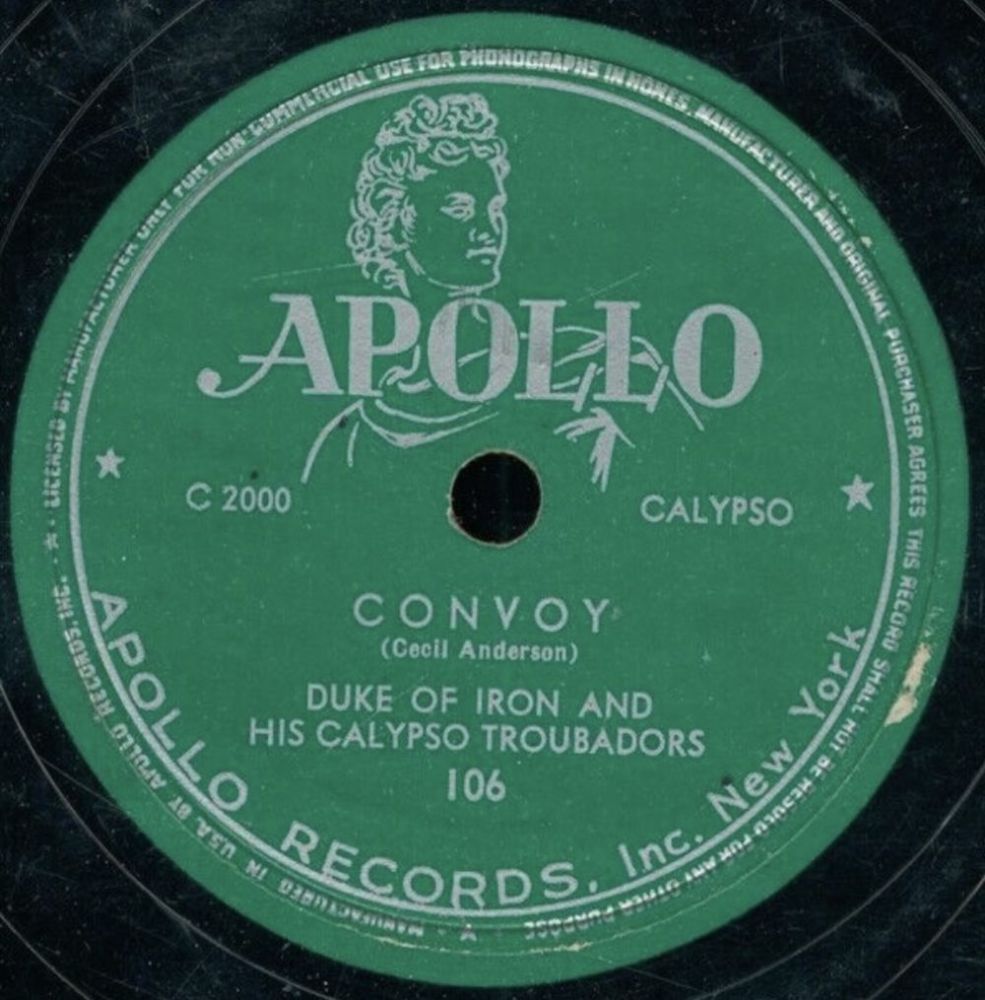 LICENSED BY MANUFACTURER ONLY FOR NON-COMMERCIAL USE FOR PHONOGRAPHS IN HOMES. MANUFACTURER AND ORIGINAL PURCHASER AGREES THIS RECORD SHALL NOT BE RESOLD FOR ANY OTHER PURPOSE
APOLLO
C 2000
CALYPSO
CONVOY
(Cecil Anderson)
DUKE OF IRON AND
HIS CALYPSO TROUBADORS
106
APOLLO RECORDS, Inc. New York
MANUFACTURED IN U.S.A. BY APOLLO RECORDS, INC.